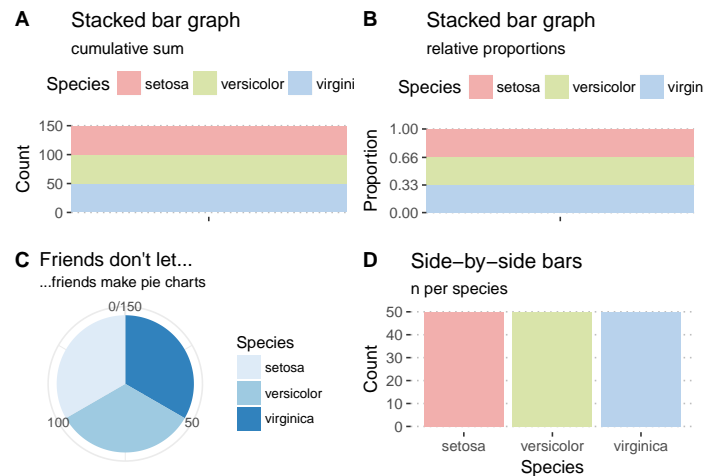 A Stacked bar graph
cumulative sum
Species setosa versicolor virgini
150
100
50
0
Count
B Stacked bar graph
relative proportions
Species setosa versicolor virgin
1.00
0.66
0.33
0.00
Proportion
C Friends don't let...
...friends make pie charts
0/150
100
50
Species
setosa
versicolor
virginica
D Side−by−side bars
n per species
50
40
30
20
10
0
Count
setosa versicolor virginica
Species